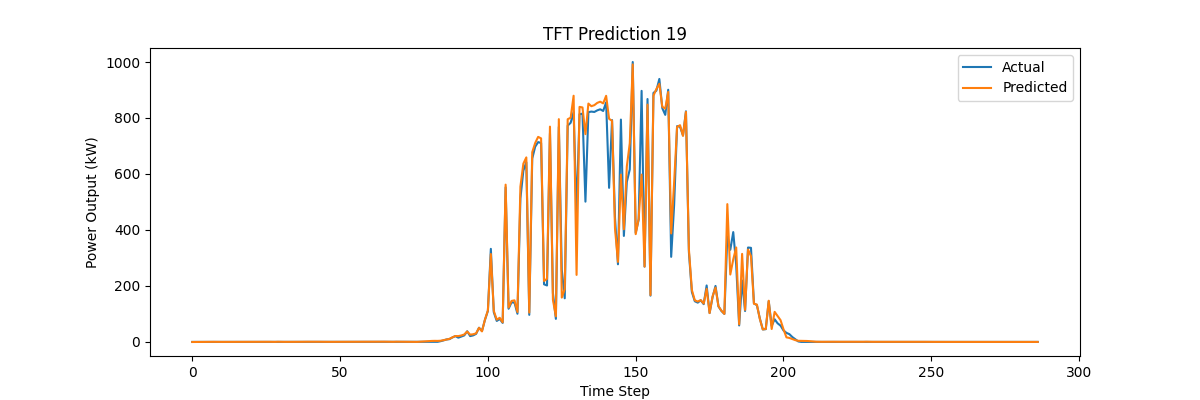 TFT Prediction 19
Actual
Predicted
Power Output (kW)
1000
800
600
400
200
0
0 50 100 150 200 250 300
Time Step